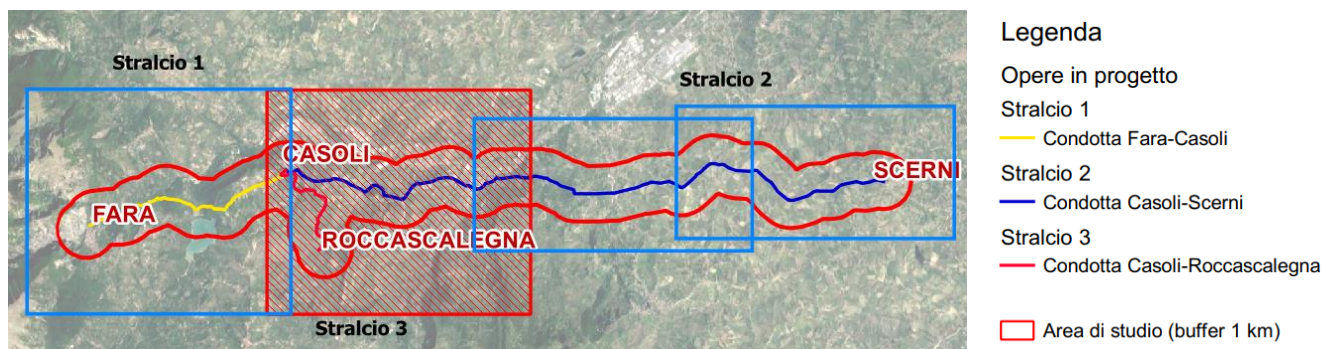 Stralcio 1
Stralcio 2
CASOLI
SCERNI
FARA
ROCCASCALEGNA
Stralcio 3
Legenda
Opere in progetto
Stralcio 1
Condotta Fara-Casoli
Stralcio 2
Condotta Casoli-Scerni
Stralcio 3
Condotta Casoli-Roccascalegna
Area di studio (buffer 1 km)